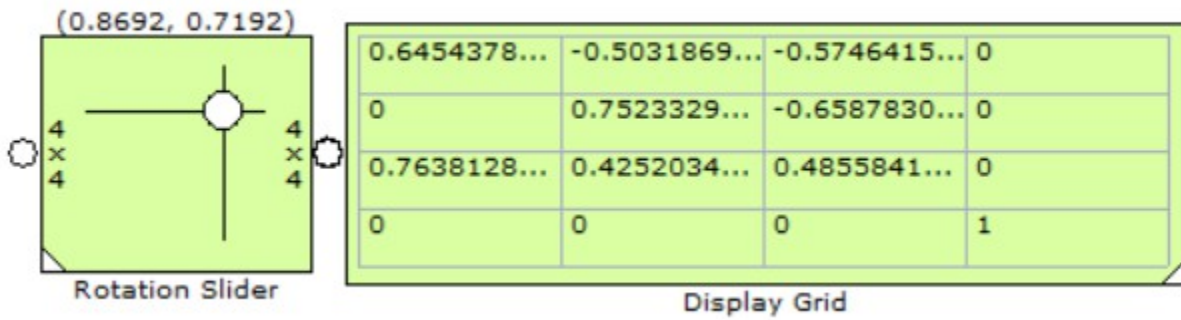 (0.8692, 0.7192)
4
x
4
4
x
4
Rotation Slider
0.6454378... -0.5031869... -0.5746415... 0
0 0.7523329... -0.6587830... 0
0.7638128... 0.4252034... 0.4855841... 0
0 0 0 1
Display Grid